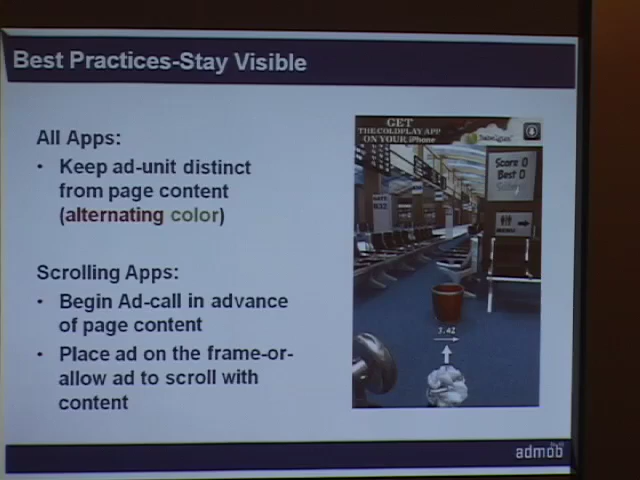 Best Practices-Stay Visible
All Apps:
• Keep ad-unit distinct
from page content
(alternating color)
Scrolling Apps:
• Begin Ad-call in advance
of page content
• Place ad on the frame-or-
allow ad to scroll with
content
GET
THE COLDPLAY APP
ON YOUR iPhone
Score 0
Best 0
3.42
admob